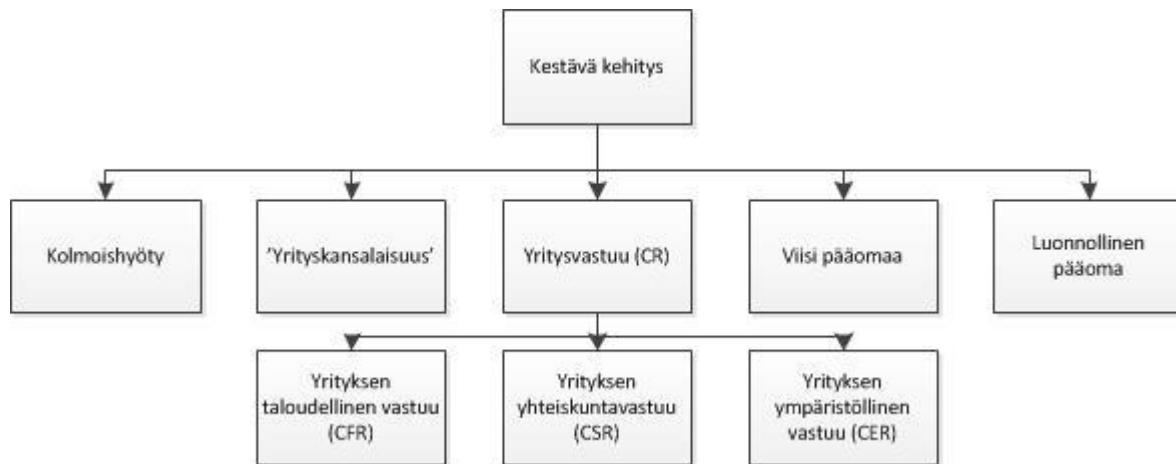 Kestävä kehitys
Kolmoishyöty
'Yrityskansalaisuus'
Yritysvastuu (CR)
Viisi pääomaa
Luonnollinen
pääoma
Yrityksen
taloudellinen vastuu
(CFR)
Yrityksen
yhteiskuntavastuu
(CSR)
Yrityksen
ympäristöllinen
vastuu (CER)